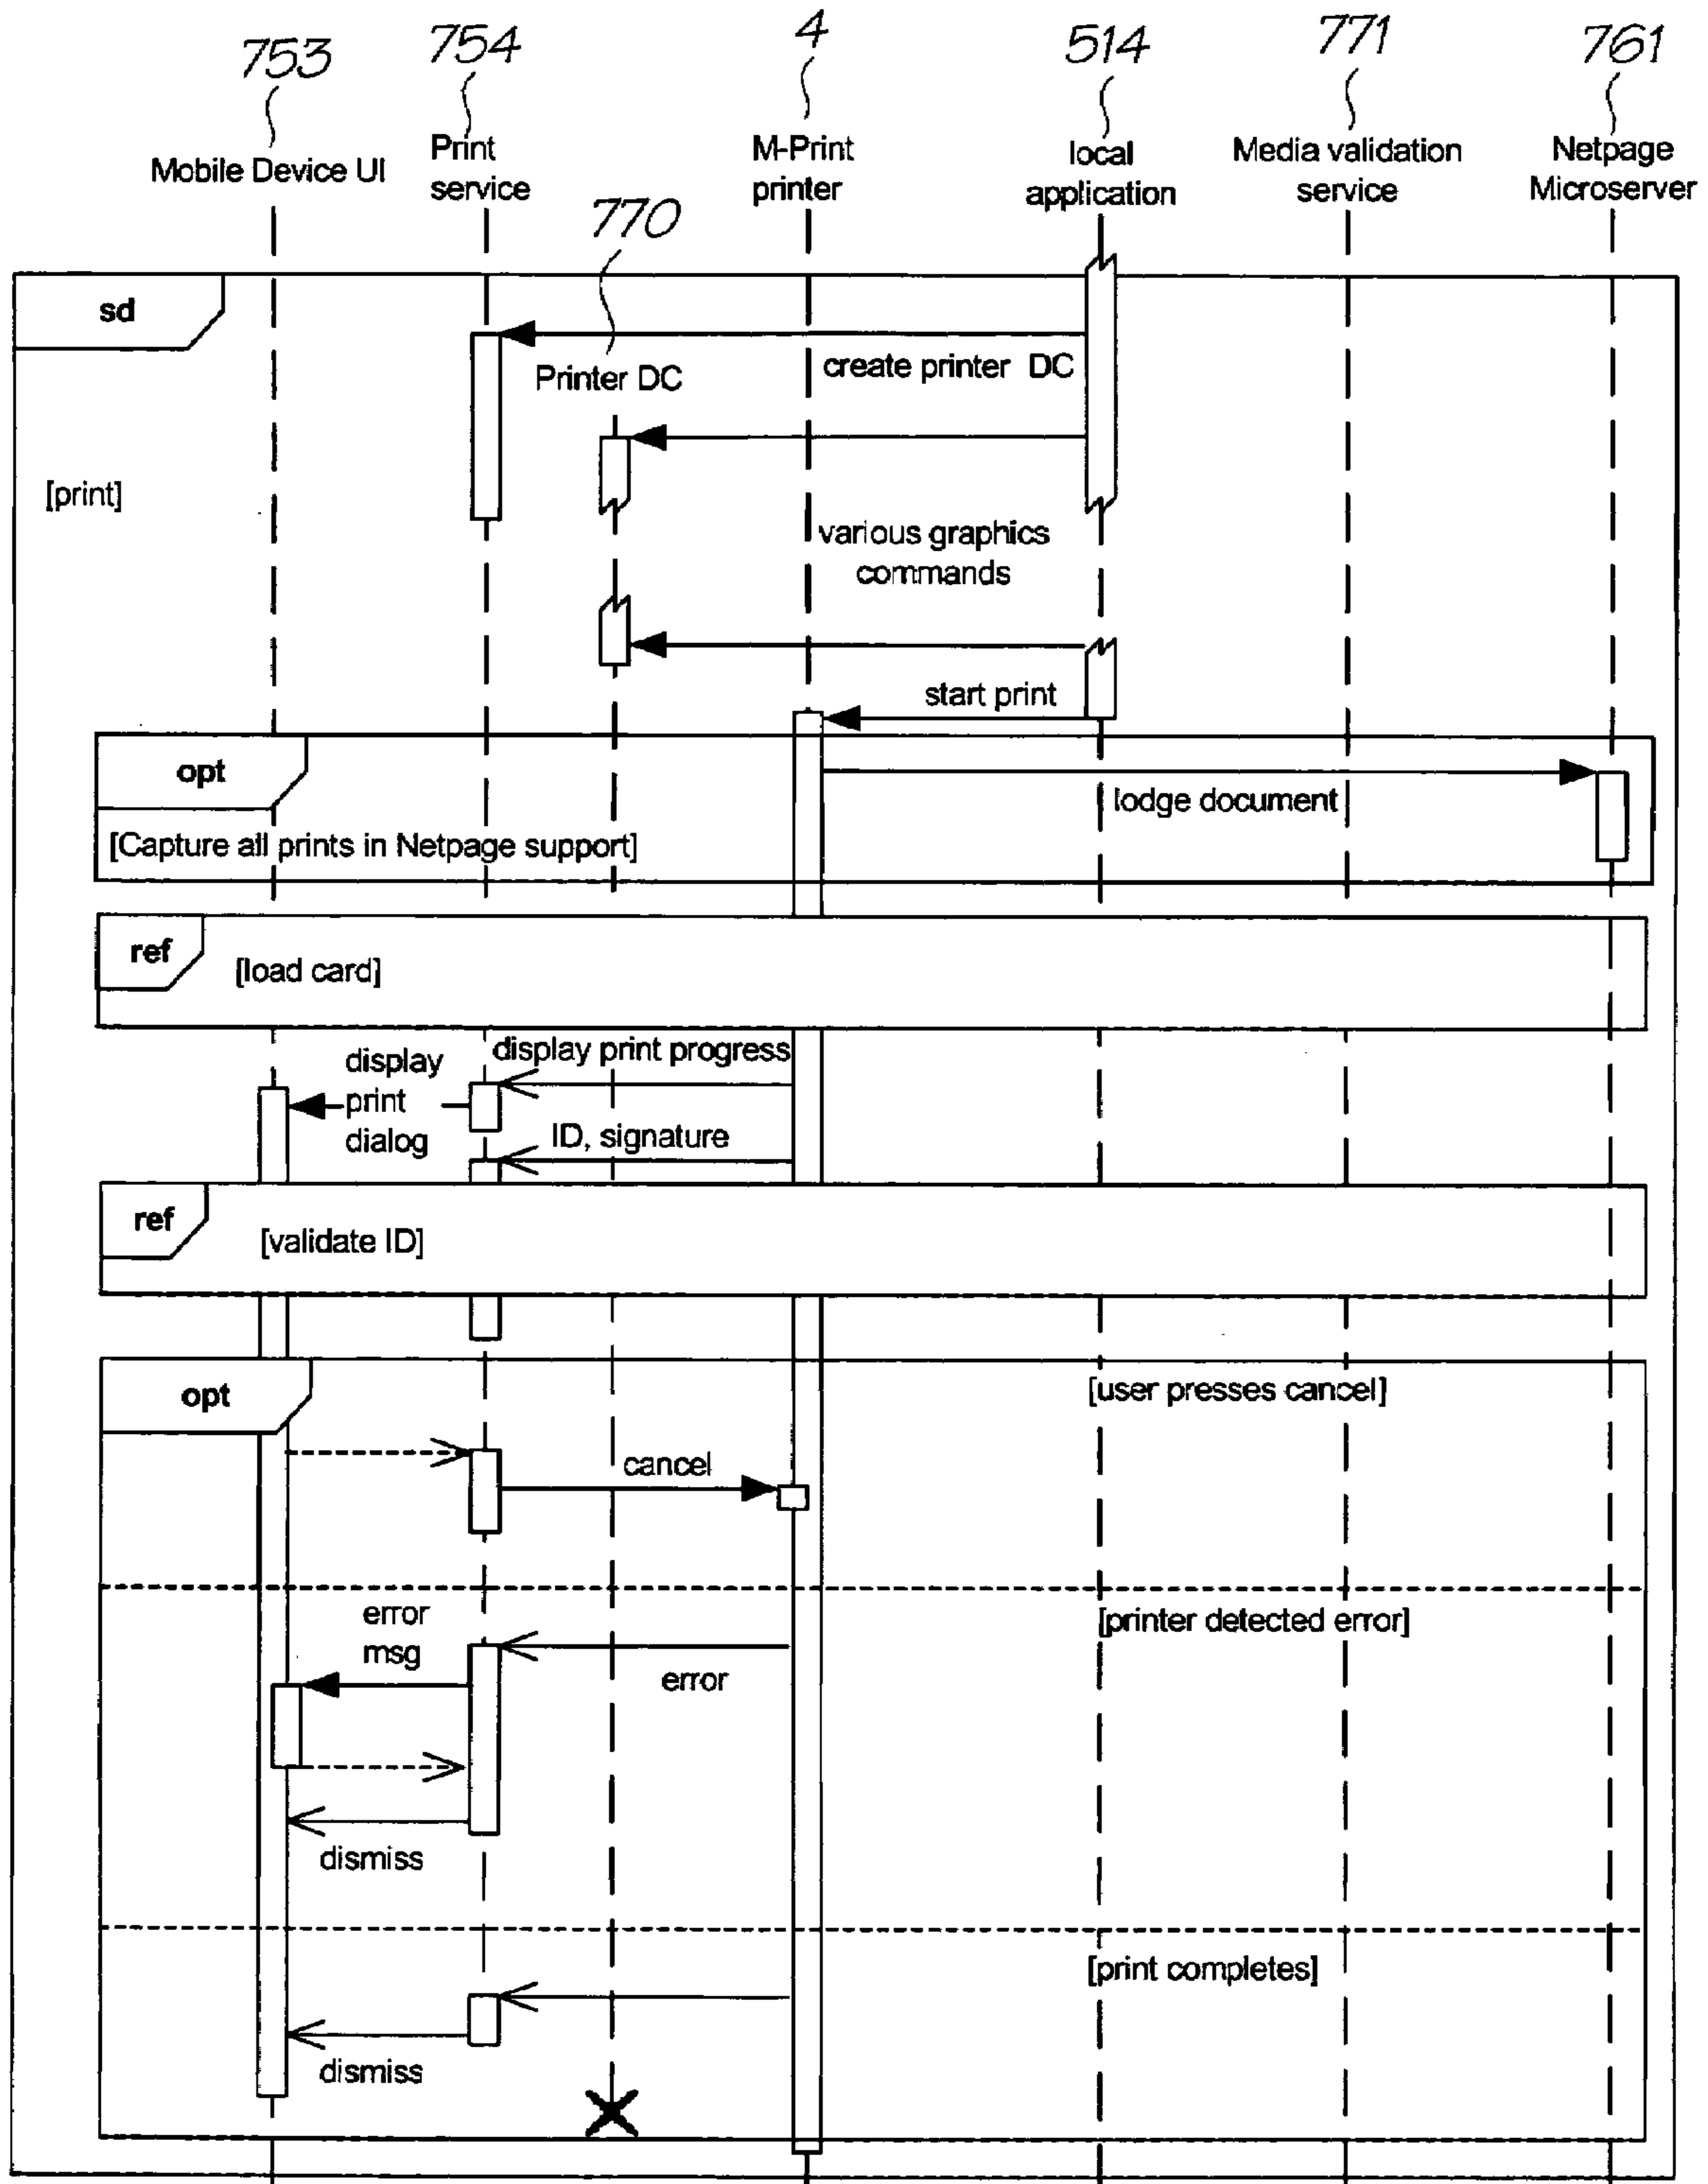 753
754
4
514
771
761
Mobile Device UI
Print
service
M-Print
printer
local
application
Media validation
service
Netpage
Microserver
770
sd
create printer DC
Printer DC
[print]
various graphics
commands
start print
opt
lodge document
[Capture all prints in Netpage support]
ref
[load card]
display print progress
display
print
dialog
ID, signature
ref
[validate ID]
opt
[user presses cancel]
cancel
error
msg
[printer detected error]
error
dismiss
[print completes]
dismiss